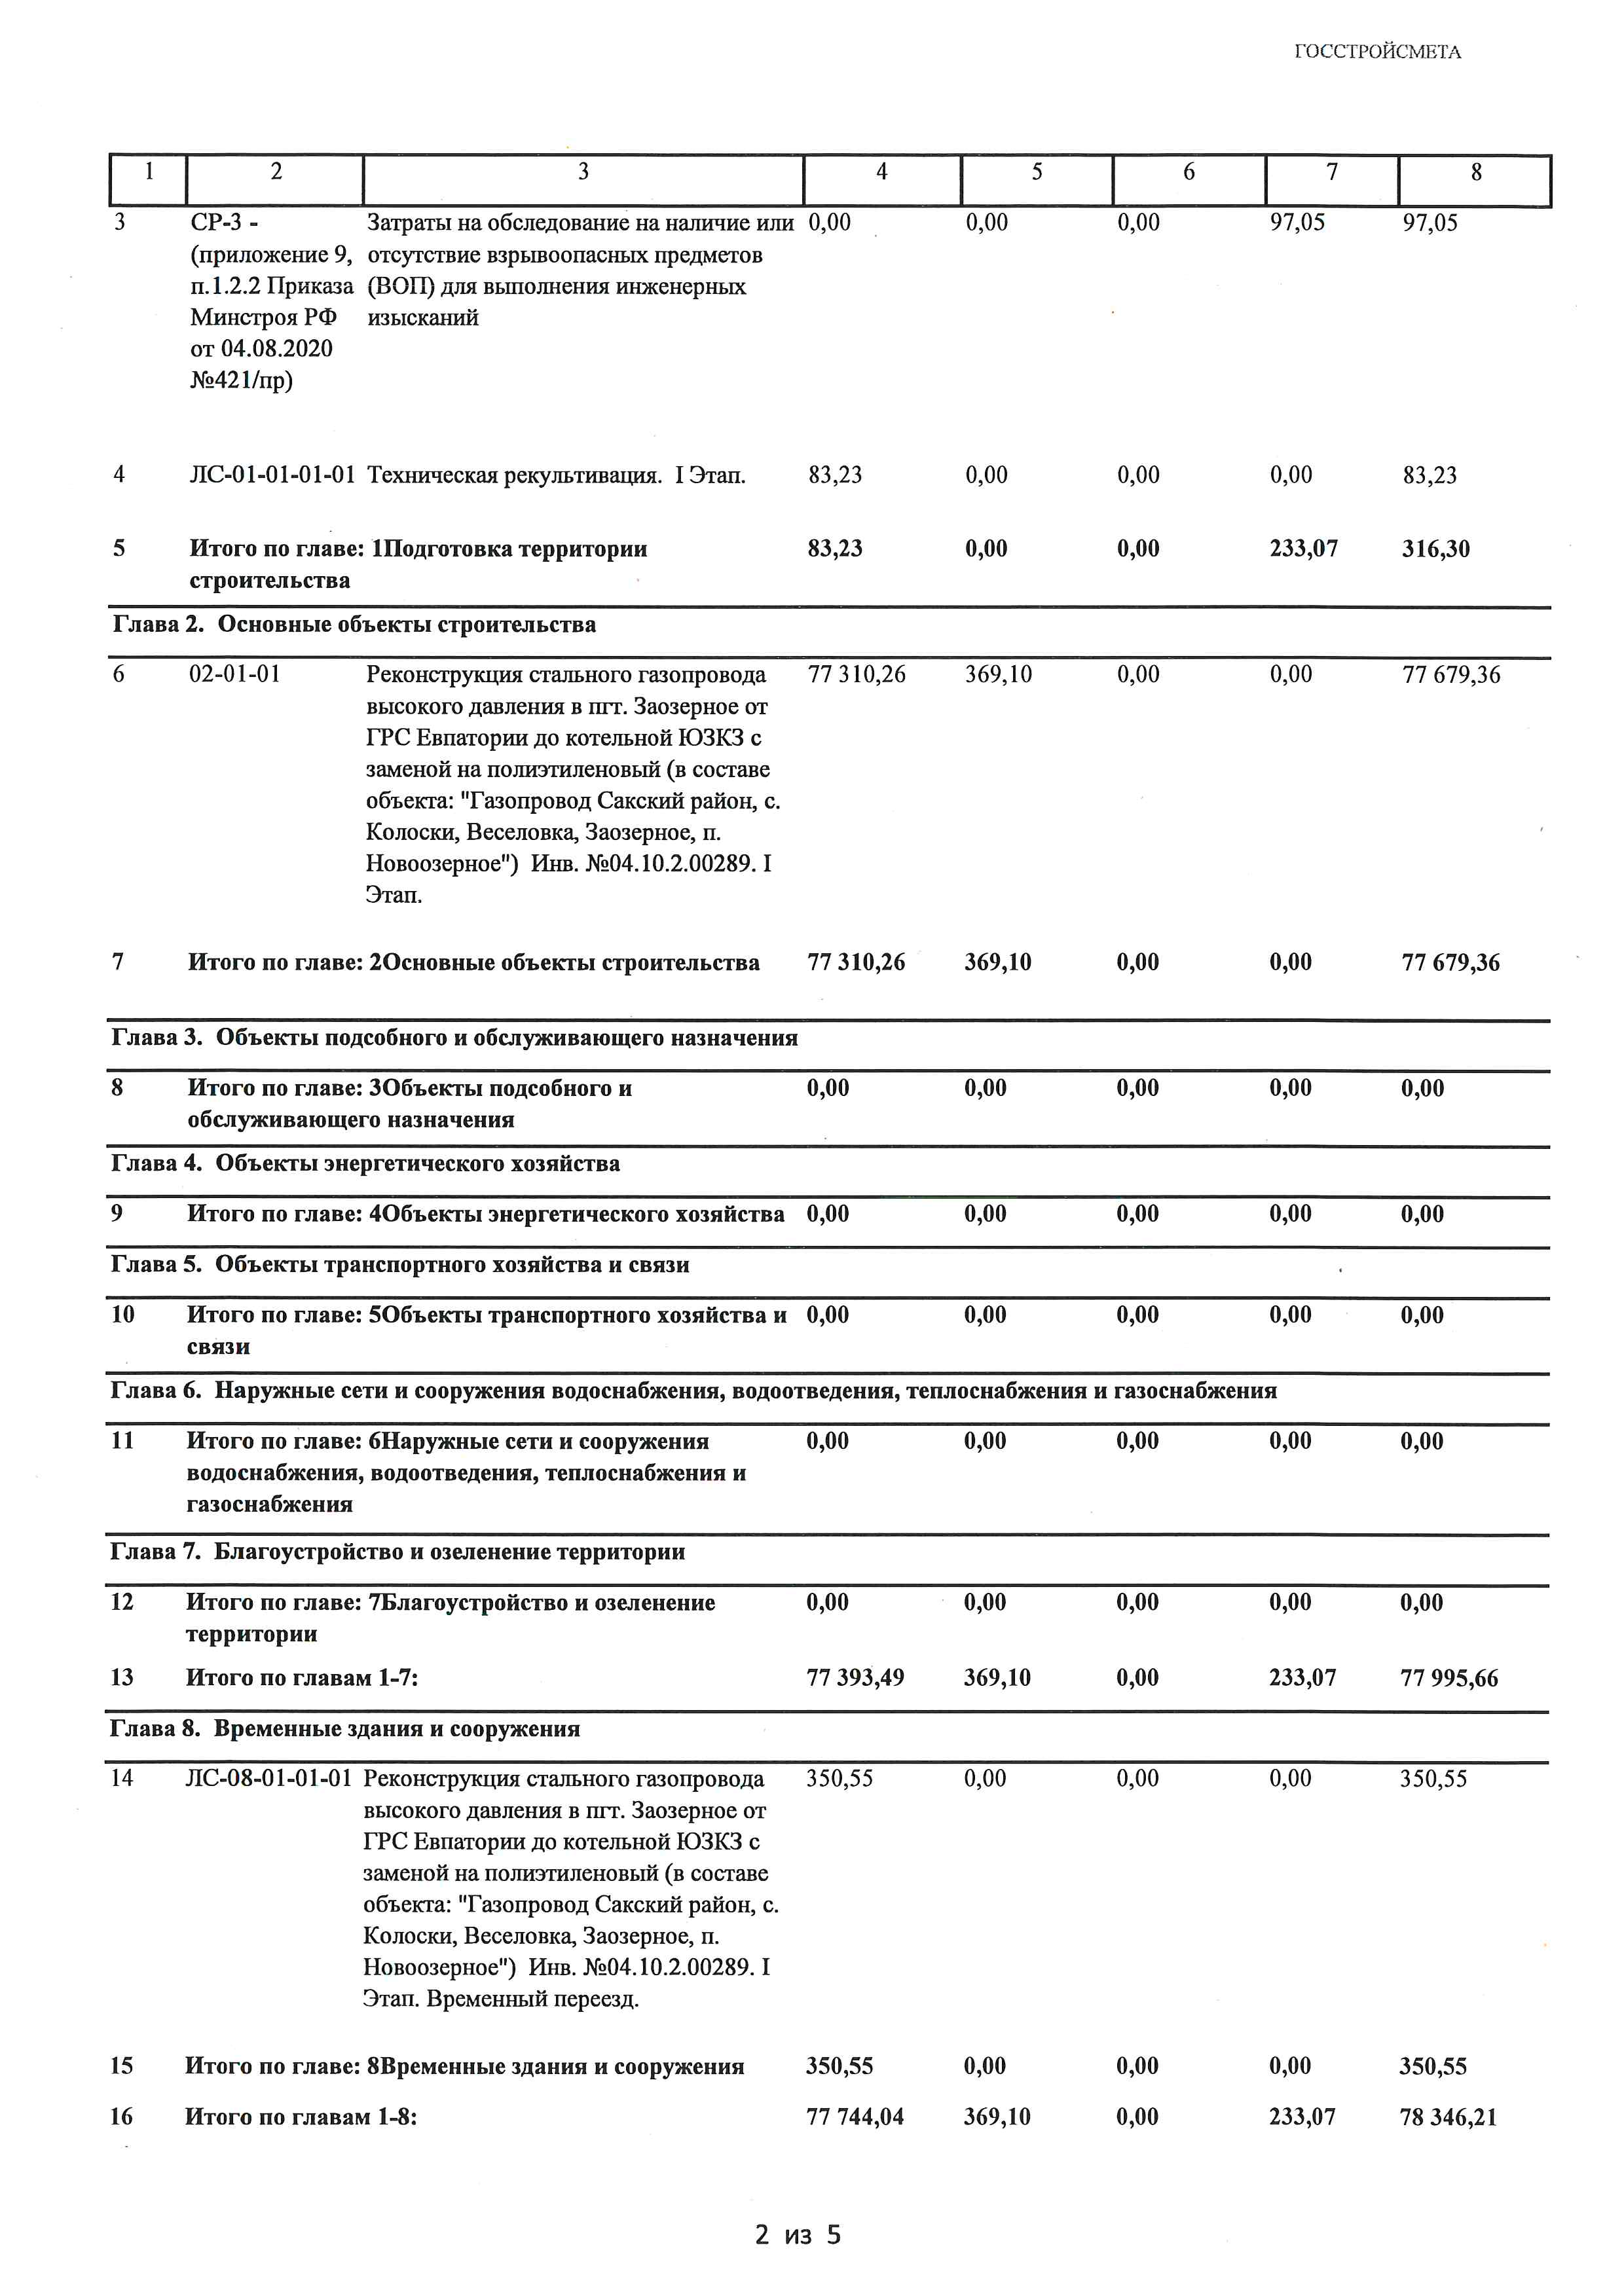 ГОССТРОЙСМЕТА
1 2 3 4 5 6 7 8
3 СР-3 - Затраты на обследование на наличие или 0,00 0,00 0,00 97,05 97,05
(приложение 9, отсутствие взрывоопасных предметов
п.1.2.2 Приказа (ВОП) для выполнения инженерных
Минстроя РФ изысканий
от 04.08.2020
№421/пр)
4 ЛС-01-01-01-01 Техническая рекультивация. I Этап. 83,23 0,00 0,00 0,00 83,23
5 Итого по главе: 1Подготовка территории 83,23 0,00 0,00 233,07 316,30
строительства
Глава 2. Основные объекты строительства
6 02-01-01 Реконструкция стального газопровода 77 310,26 369,10 0,00 0,00 77 679,36
высокого давления в пгт. Заозерное от
ГРС Евпатории до котельной ЮЗКЗ с
заменой на полиэтиленовый (в составе
объекта: "Газопровод Сакский район, с.
Колоски, Веселовка, Заозерное, п.
Новоозерное") Инв. №04.10.2.00289. I
Этап.
7 Итого по главе: 2Основные объекты строительства 77 310,26 369,10 0,00 0,00 77 679,36
Глава 3. Объекты подсобного и обслуживающего назначения
8 Итого по главе: 3Объекты подсобного и 0,00 0,00 0,00 0,00 0,00
обслуживающего назначения
Глава 4. Объекты энергетического хозяйства
9 Итого по главе: 4Объекты энергетического хозяйства 0,00 0,00 0,00 0,00 0,00
Глава 5. Объекты транспортного хозяйства и связи
10 Итого по главе: 5Объекты транспортного хозяйства и 0,00 0,00 0,00 0,00 0,00
связи
Глава 6. Наружные сети и сооружения водоснабжения, водоотведения, теплоснабжения и газоснабжения
11 Итого по главе: 6Наружные сети и сооружения 0,00 0,00 0,00 0,00 0,00
водоснабжения, водоотведения, теплоснабжения и
газоснабжения
Глава 7. Благоустройство и озеленение территории
12 Итого по главе: 7Благоустройство и озеленение 0,00 0,00 0,00 0,00 0,00
территории
13 Итого по главам 1-7: 77 393,49 369,10 0,00 233,07 77 995,66
Глава 8. Временные здания и сооружения
14 ЛС-08-01-01-01 Реконструкция стального газопровода 350,55 0,00 0,00 0,00 350,55
высокого давления в пгт. Заозерное от
ГРС Евпатории до котельной ЮЗКЗ с
заменой на полиэтиленовый (в составе
объекта: "Газопровод Сакский район, с.
Колоски, Веселовка, Заозерное, п.
Новоозерное") Инв. №04.10.2.00289. I
Этап. Временный переезд.
15 Итого по главе: 8Временные здания и сооружения 350,55 0,00 0,00 0,00 350,55
16 Итого по главам 1-8: 77 744,04 369,10 0,00 233,07 78 346,21
2 из 5